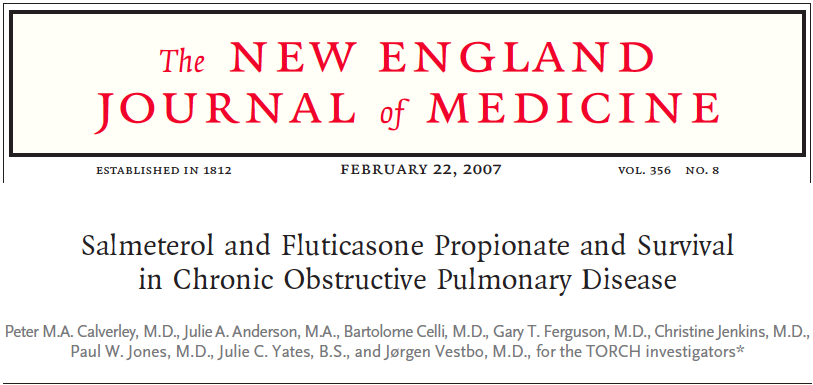 The NEW ENGLAND
JOURNAL of MEDICINE
ESTABLISHED IN 1812 FEBRUARY 22, 2007 VOL. 356 NO. 8
Salmeterol and Fluticasone Propionate and Survival
in Chronic Obstructive Pulmonary Disease
Peter M.A. Calverley, M.D., Julie A. Anderson, M.A., Bartolome Celli, M.D., Gary T. Ferguson, M.D., Christine Jenkins, M.D.,
Paul W. Jones, M.D., Julie C. Yates, B.S., and Jørgen Vestbo, M.D., for the TORCH investigators*